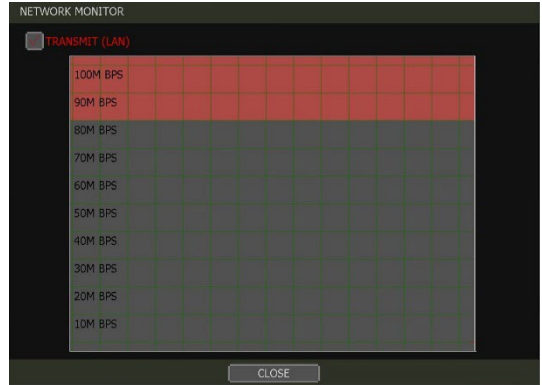 NETWORK MONITOR
TRANSMIT (LAN)
100M BPS
90M BPS
80M BPS
70M BPS
60M BPS
50M BPS
40M BPS
30M BPS
20M BPS
10M BPS
CLOSE